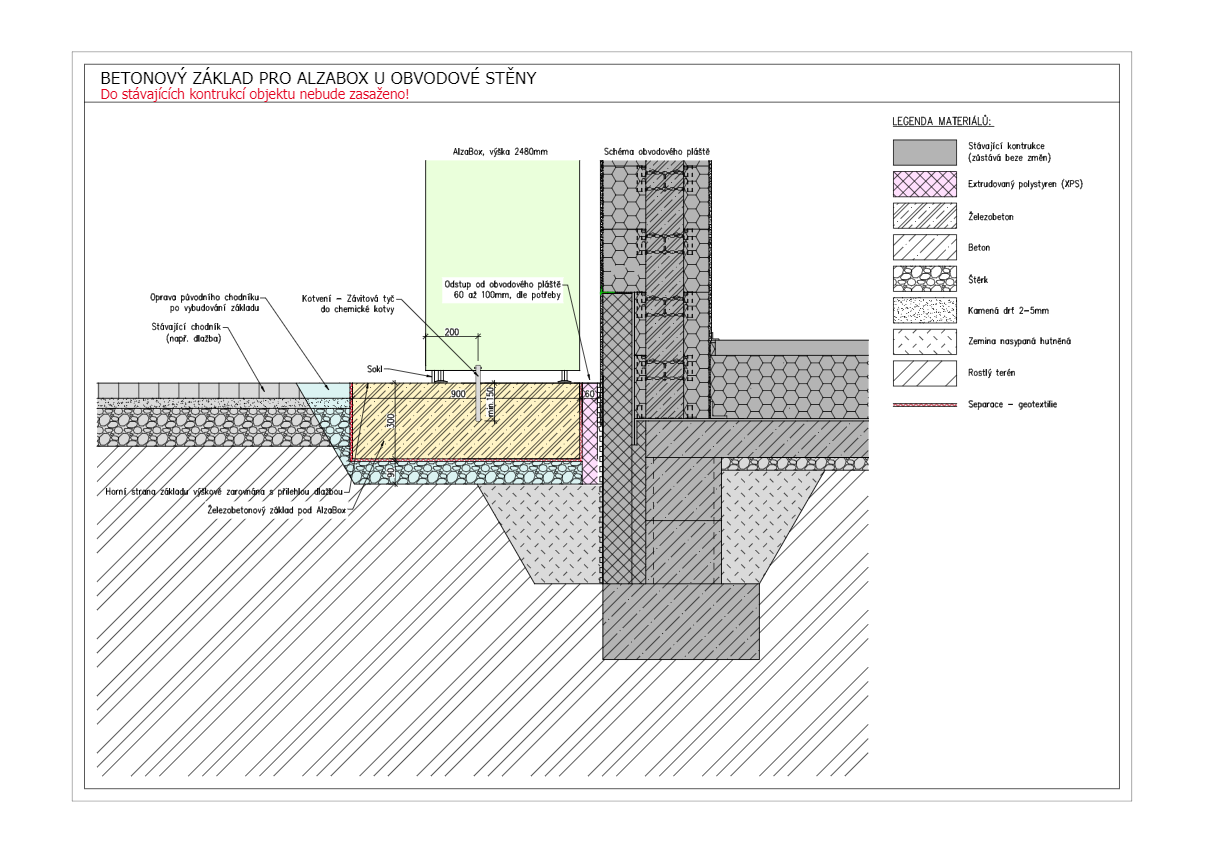 BETONOVÝ ZÁKLAD PRO ALZABOX U OBVODOVÉ STĚNY
Do stávajících kontrukcí objektu nebude zasaženo!
LEGENDA MATERIÁLŮ:
Stávající kontrukce
(zůstává beze změn)
Extrudovaný polystyren (XPS)
Železobeton
Beton
Štěrk
Kamená drť 2-5mm
Zemina nasypaná hutněná
Rostlý terén
Separace - geotextilie
AlzaBox, výška 2480mm
Schéma obvodového pláště
Odstup od obvodového pláště
60 až 100mm, dle potřeby
Oprava původního chodníku
po vybudování základu
Kotvení - Závitová tyč
do chemické kotvy
Stávající chodník
(např. dlažba)
200
Sokl
900
min.150
60
300
90
Horní strana základu výškově zarovnána s přilehlou dlažbou
Železobetonový základ pod AlzaBox